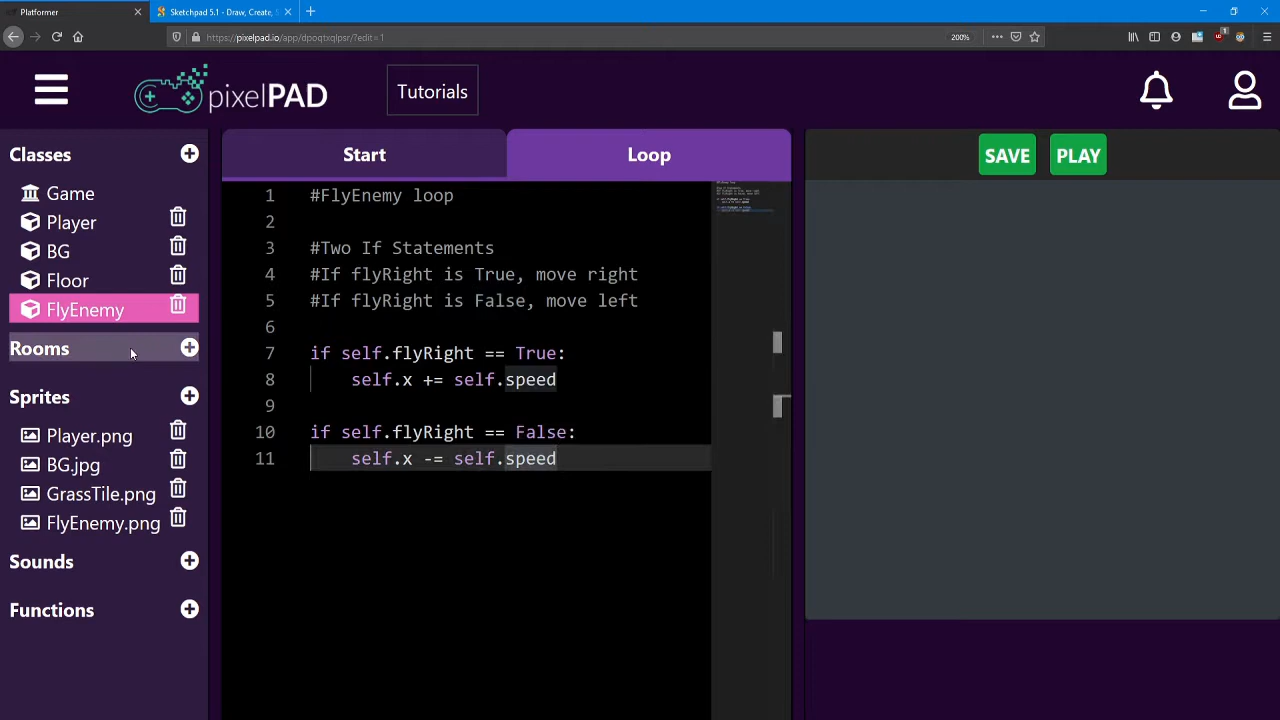 Platformer
Sketchpad 5.1 - Draw, Create, S
https://pixelpad.io/app/dpoqtxqlpsr/?edit=1
200%
1
pixelPAD
Tutorials
Classes
Game
Player
BG
Floor
FlyEnemy
Rooms
Sprites
Player.png
BG.jpg
GrassTile.png
FlyEnemy.png
Sounds
Functions
Start
Loop
1 #FlyEnemy loop
2
3 #Two If Statements
4 #If flyRight is True, move right
5 #If flyRight is False, move left
6
7 if self.flyRight == True:
8 self.x += self.speed
9
10 if self.flyRight == False:
11 self.x -= self.speed
SAVE
PLAY